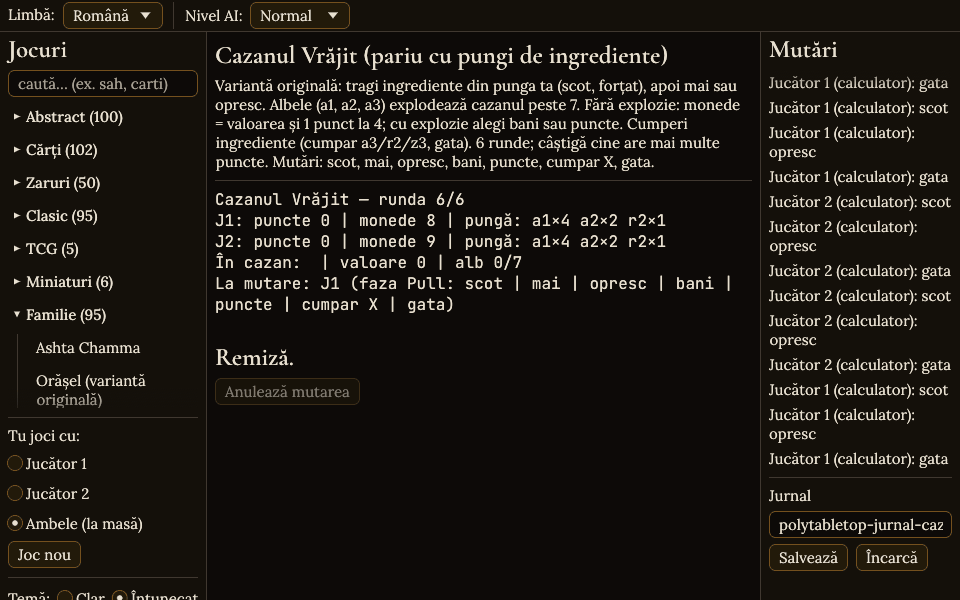 Limbă: Română Nivel AI: Normal
Jocuri
caută... (ex. sah, carti)
Abstract (100)
Cărți (102)
Zaruri (50)
Clasic (95)
TCG (5)
Miniaturi (6)
Familie (95)
Ashta Chamma
Orășel (variantă
originală)
Tu joci cu:
Jucător 1
Jucător 2
Ambele (la masă)
Joc nou
Temă: Clar Întunecat
Cazanul Vrăjit (pariu cu pungi de ingrediente)
Variantă originală: tragi ingrediente din punga ta (scot, forțat), apoi mai sau
opresc. Albele (a1, a2, a3) explodează cazanul peste 7. Fără explozie: monede
= valoarea și 1 punct la 4; cu explozie alegi bani sau puncte. Cumperi
ingrediente (cumpar a3/r2/z3, gata). 6 runde; câștigă cine are mai multe
puncte. Mutări: scot, mai, opresc, bani, puncte, cumpar X, gata.
Cazanul Vrăjit — runda 6/6
J1: puncte 0 | monede 8 | pungă: a1×4 a2×2 r2×1
J2: puncte 0 | monede 9 | pungă: a1×4 a2×2 r2×1
În cazan:  | valoare 0 | alb 0/7
La mutare: J1 (faza Pull: scot | mai | opresc | bani |
puncte | cumpar X | gata)
Remiză.
Anulează mutarea
Mutări
Jucător 1 (calculator): gata
Jucător 1 (calculator): scot
Jucător 1 (calculator):
opresc
Jucător 1 (calculator): gata
Jucător 2 (calculator): scot
Jucător 2 (calculator):
opresc
Jucător 2 (calculator): gata
Jucător 2 (calculator): scot
Jucător 2 (calculator):
opresc
Jucător 2 (calculator): gata
Jucător 1 (calculator): scot
Jucător 1 (calculator):
opresc
Jucător 1 (calculator): gata
Jurnal
polytabletop-jurnal-caz
Salvează Încarcă